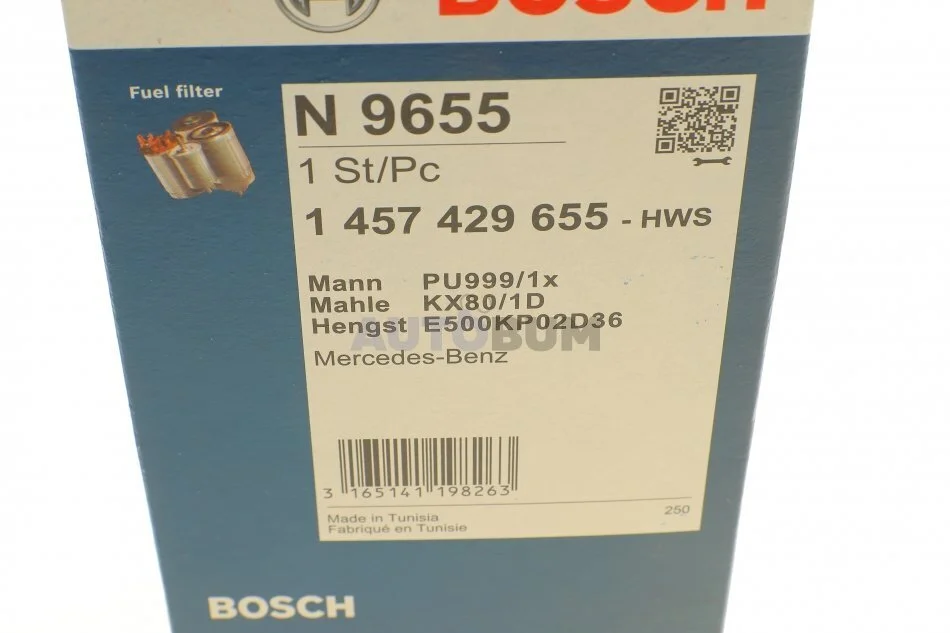 BOSCH
Fuel filter
N 9655
1 St/Pc
1 457 429 655 - HWS
Mann PU999/1x
Mahle KX80/1D
Hengst E500KP02D36
AUTOBUM
Mercedes-Benz
3 165141 198263
Made in Tunisia
Fabriqué en Tunisie
250
BOSCH